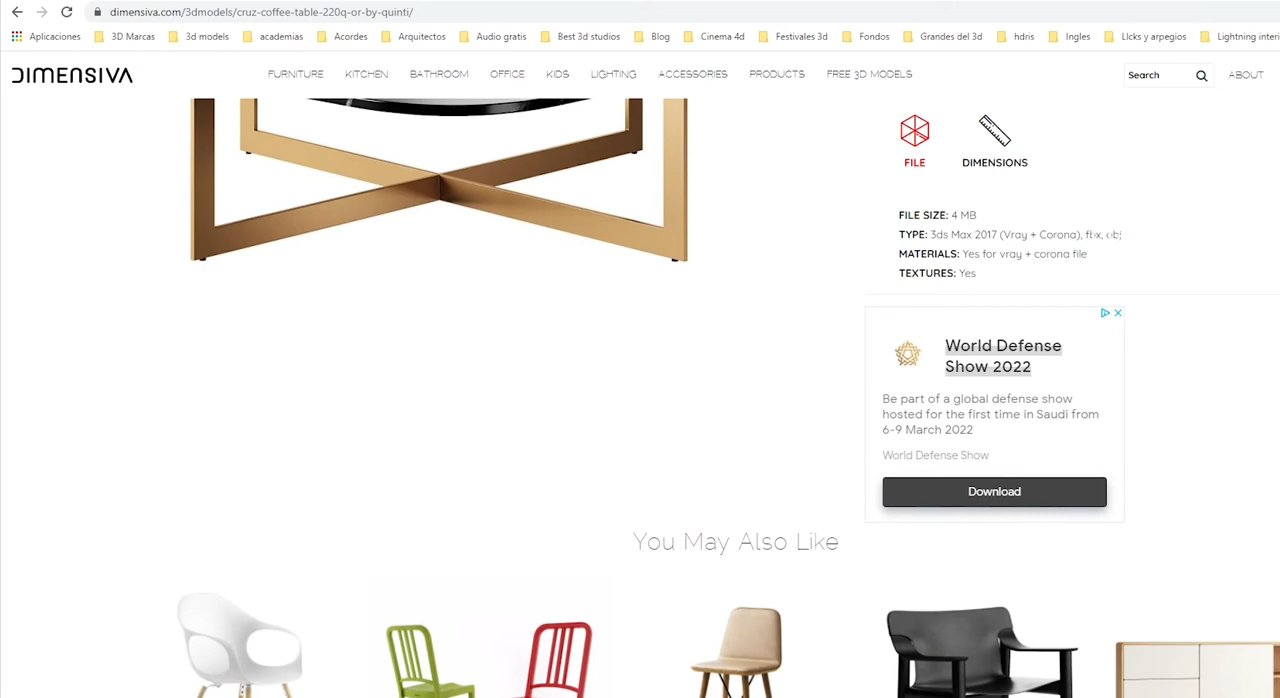 dimensiva.com/3dmodels/cruz-coffee-table-220q-or-by-quinti/
Aplicaciones 3D Marcas 3d models academias Acordes Arquitectos Audio gratis Best 3d studios Blog Cinema 4d Festivales 3d Fondos Grandes del 3d hdris Ingles LIcks y arpegios Lightning interi
DIMENSIVA
FURNITURE KITCHEN BATHROOM OFFICE KIDS LIGHTING ACCESSORIES PRODUCTS FREE 3D MODELS Search ABOUT
FILE DIMENSIONS
FILE SIZE: 4 MB
TYPE: 3ds Max 2017 (Vray + Corona), fbx, obj
MATERIALS: Yes for vray + corona file
TEXTURES: Yes
World Defense
Show 2022
Be part of a global defense show
hosted for the first time in Saudi from
6-9 March 2022
World Defense Show
Download
You May Also Like